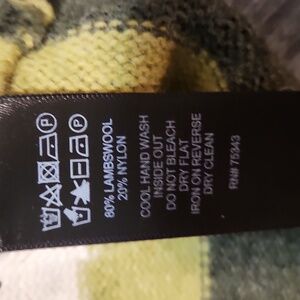 80% LAMBSWOOL
20% NYLON
COOL HAND WASH
INSIDE OUT
DO NOT BLEACH
DRY FLAT
IRON ON REVERSE
DRY CLEAN
RN# 75943